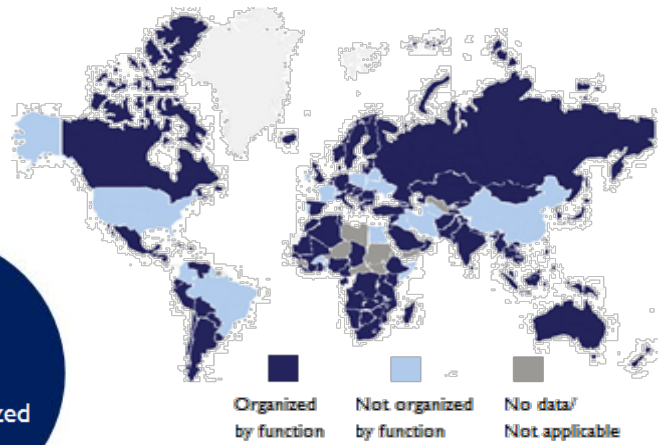 zed
Organized
by function
Not organized
by function
No data/
Not applicable